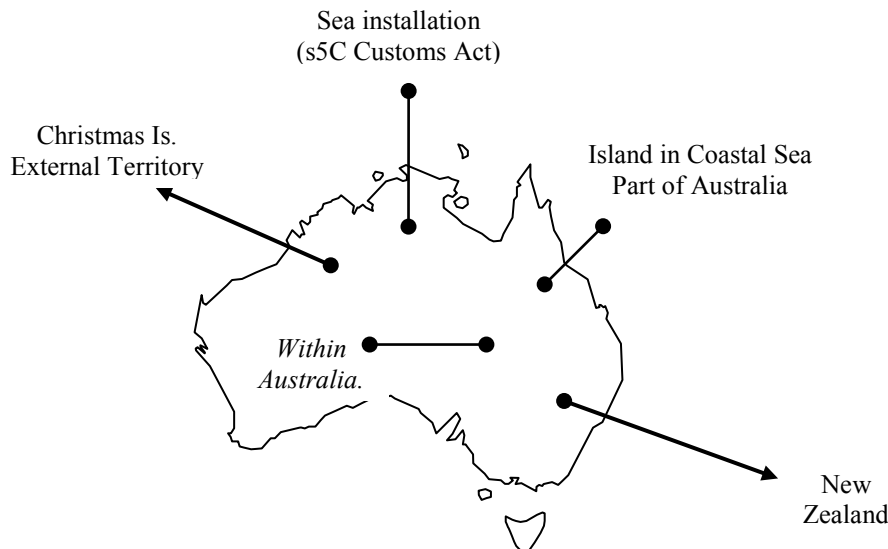 Sea installation
(s5C Customs Act)
Christmas Is.
External Territory
Island in Coastal Sea
Part of Australia
Within
Australia.
New
Zealand